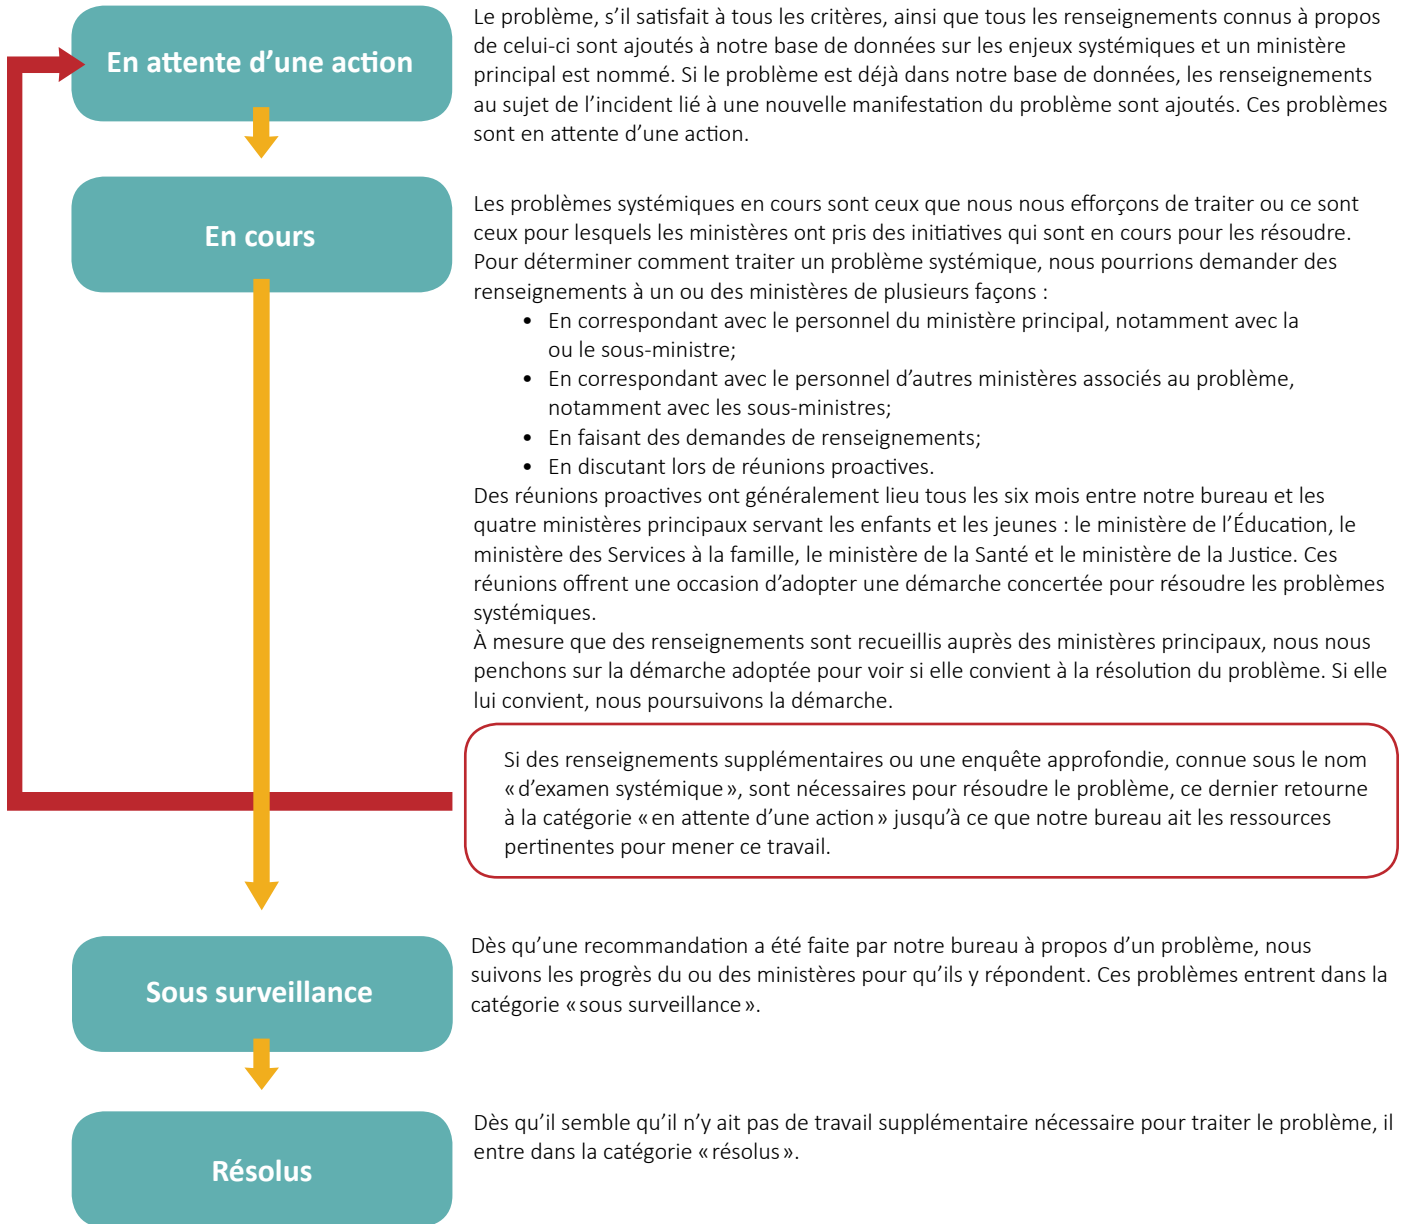 En attente d’une action
Le problème, s’il satisfait à tous les critères, ainsi que tous les renseignements connus à propos
de celui-ci sont ajoutés à notre base de données sur les enjeux systémiques et un ministère
principal est nommé. Si le problème est déjà dans notre base de données, les renseignements
au sujet de l’incident lié à une nouvelle manifestation du problème sont ajoutés. Ces problèmes
sont en attente d’une action.
En cours
Les problèmes systémiques en cours sont ceux que nous nous efforçons de traiter ou ce sont
ceux pour lesquels les ministères ont pris des initiatives qui sont en cours pour les résoudre.
Pour déterminer comment traiter un problème systémique, nous pourrions demander des
renseignements à un ou des ministères de plusieurs façons :
• En correspondant avec le personnel du ministère principal, notamment avec la
ou le sous-ministre;
• En correspondant avec le personnel d’autres ministères associés au problème,
notamment avec les sous-ministres;
• En faisant des demandes de renseignements;
• En discutant lors de réunions proactives.
Des réunions proactives ont généralement lieu tous les six mois entre notre bureau et les
quatre ministères principaux servant les enfants et les jeunes : le ministère de l’Éducation, le
ministère des Services à la famille, le ministère de la Santé et le ministère de la Justice. Ces
réunions offrent une occasion d’adopter une démarche concertée pour résoudre les problèmes
systémiques.
À mesure que des renseignements sont recueillis auprès des ministères principaux, nous nous
penchons sur la démarche adoptée pour voir si elle convient à la résolution du problème. Si elle
lui convient, nous poursuivons la démarche.
Si des renseignements supplémentaires ou une enquête approfondie, connue sous le nom
« d’examen systémique », sont nécessaires pour résoudre le problème, ce dernier retourne
à la catégorie « en attente d’une action » jusqu’à ce que notre bureau ait les ressources
pertinentes pour mener ce travail.
Sous surveillance
Dès qu’une recommandation a été faite par notre bureau à propos d’un problème, nous
suivons les progrès du ou des ministères pour qu’ils y répondent. Ces problèmes entrent dans la
catégorie « sous surveillance ».
Résolus
Dès qu’il semble qu’il n’y ait pas de travail supplémentaire nécessaire pour traiter le problème, il
entre dans la catégorie « résolus ».